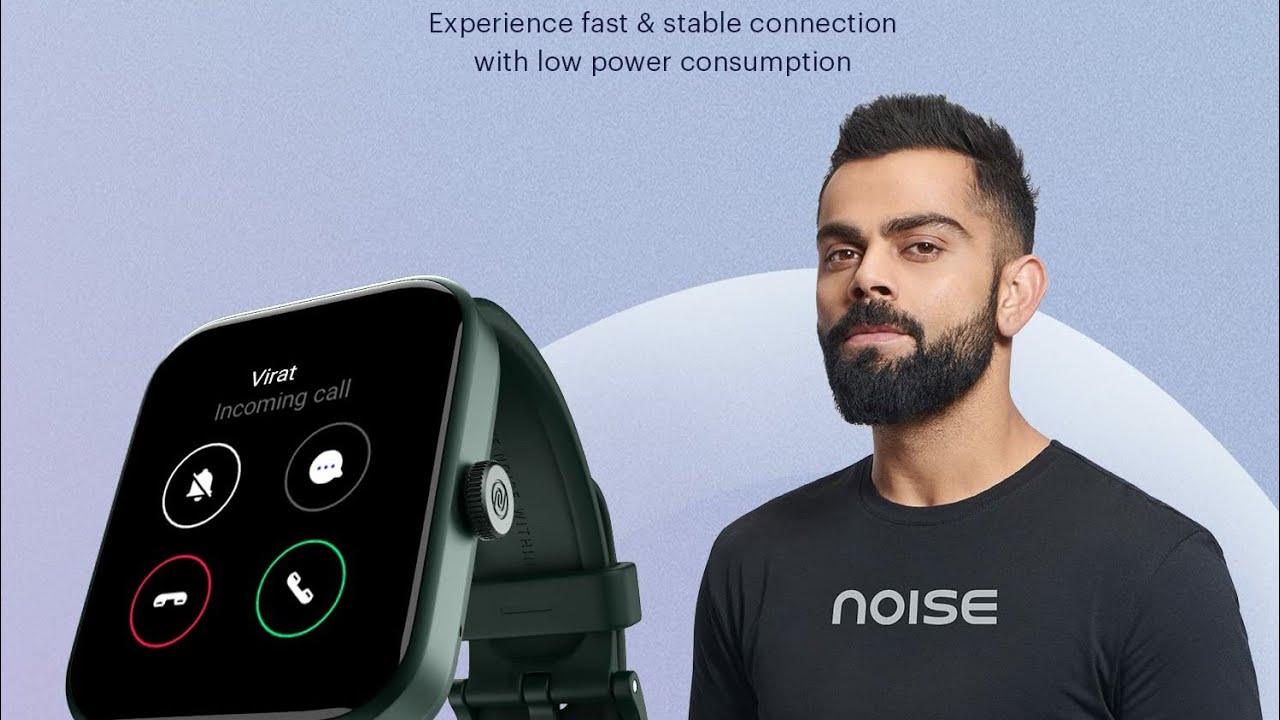 Experience fast & stable connection
with low power consumption
Virat
Incoming call
NOISE